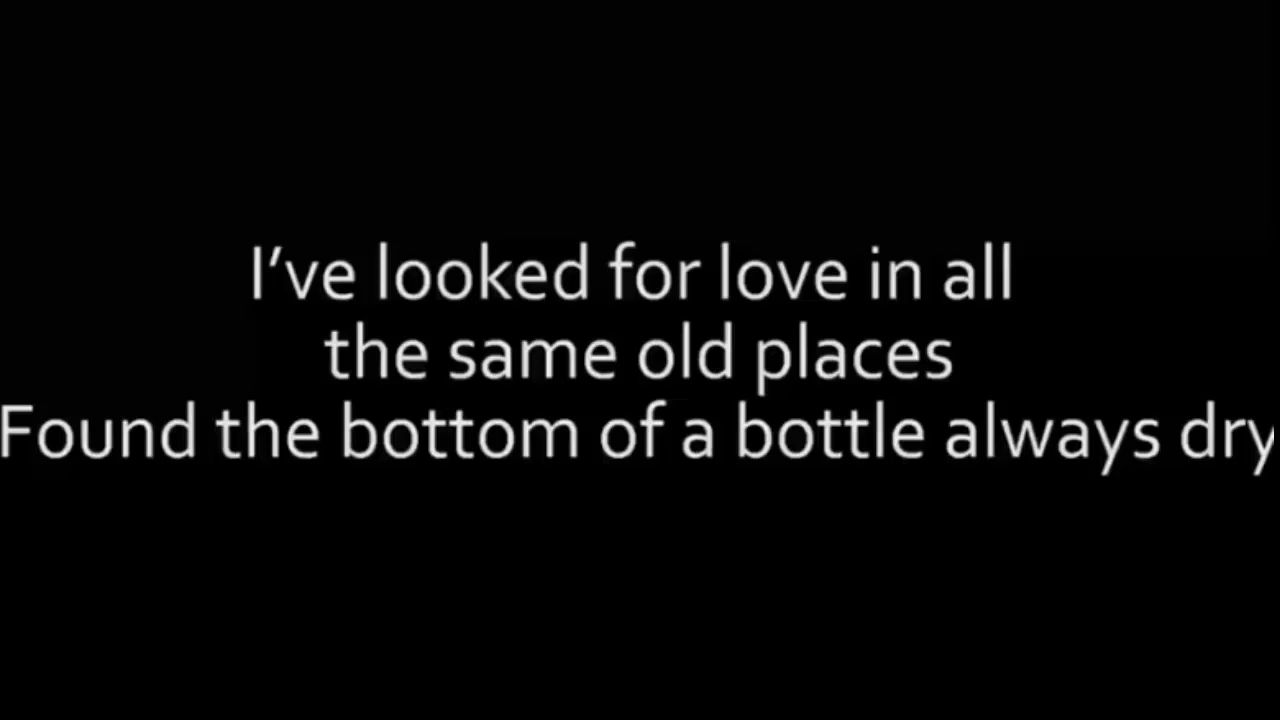 I’ve looked for love in all
the same old places
Found the bottom of a bottle always dry